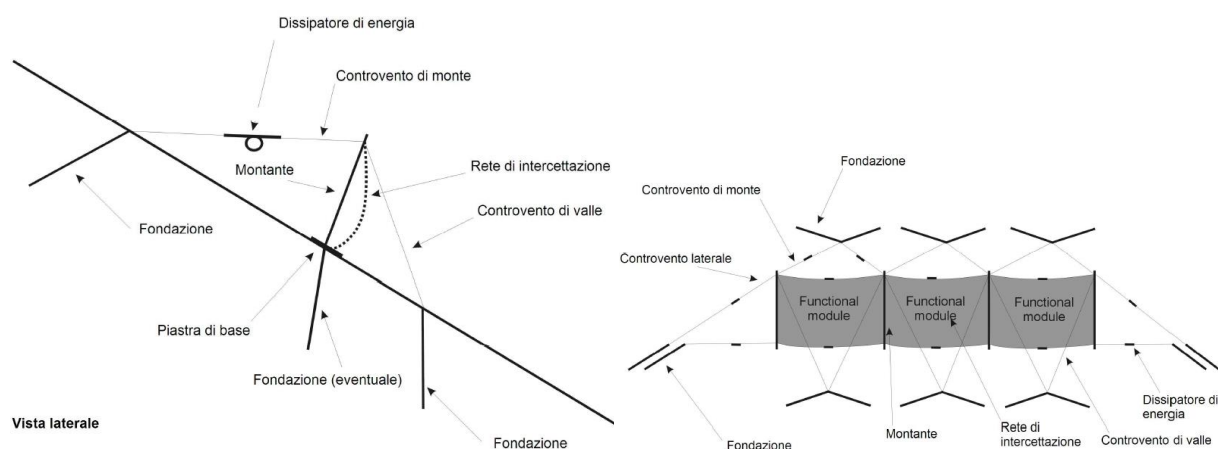 Dissipatore di energia
Controvento di monte
Montante
Rete di intercettazione
Controvento di valle
Fondazione
Piastra di base
Fondazione (eventuale)
Fondazione
Vista laterale
Fondazione
Controvento di monte
Controvento laterale
Functional
module
Functional
module
Functional
module
Dissipatore di
energia
Montante
Rete di
intercettazione
Controvento di valle
Fondazione